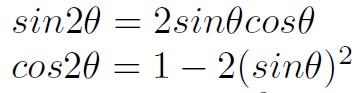 sin2θ = 2sinθcosθ
cos2θ = 1 − 2(sinθ)²